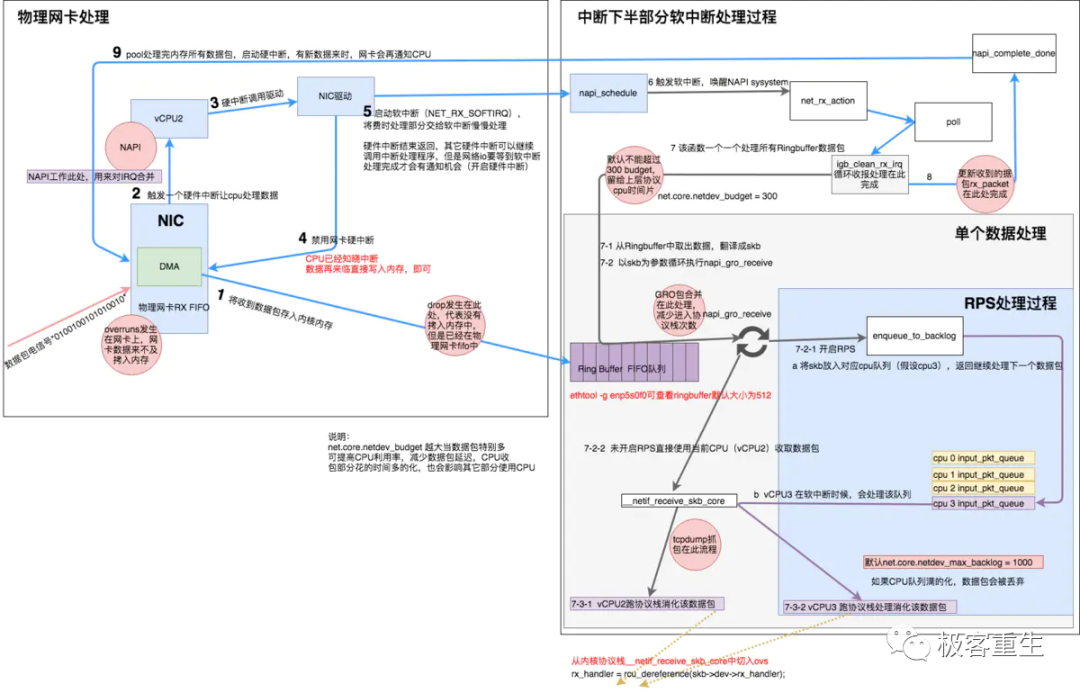 物理网卡处理
9 pool处理完内存所有数据包，启动硬中断，有新数据来时，网卡会再通知CPU
3 硬中断调用驱动
vCPU2
NIC驱动
NAPI
NAPI工作此处，用来对IRQ合并
5 启动软中断（NET_RX_SOFTIRQ），
将费时处理部分交给软中断慢慢处理
硬件中断结束返回，其它硬件中断可以继续
调用中断处理程序，但是网络io要等到软中断
处理完成才会有通知机会（开启硬件中断）
2 触发一个硬件中断让cpu处理数据
NIC
DMA
物理网卡RX FIFO
4 禁用网卡硬中断
CPU已经知晓中断
数据再来临直接写入内存，即可
1 将收到数据包存入内核内存
数据包电信号"0100100101010010"
overruns发生
在网卡上，网
卡数据来不及
拷入内存
drop发生在此
处，代表没有
拷入内存中，
但是已经在物
理网卡fifo中
说明：
net.core.netdev_budget 越大当数据包特别多
可提高CPU利用率，减少数据包延迟，CPU收
包部分花的时间多的化，也会影响其它部分使用CPU
中断下半部分软中断处理过程
napi_complete_done
napi_schedule
6 触发软中断，唤醒NAPI sysystem
net_rx_action
poll
7 该函数一个一个处理所有Ringbuffer数据包
igb_clean_rx_irq
循环收报处理在此
完成
8
更新收到的据
包rx_packet
在此处完成
默认不能超过
300 budget,
留给上层协议
cpu时间片
net.core.netdev_budget = 300
单个数据处理
7-1 从Ringbuffer中取出数据，翻译成skb
7-2 以skb为参数循环执行napi_gro_receive
GRO包合并
在此处理，
减少进入协
议栈次数
napi_gro_receive
Ring Buffer FIFO队列
ethtool -g enp5s0f0可查看ringbuffer默认大小为512
RPS处理过程
enqueue_to_backlog
7-2-1 开启RPS
a 将skb放入对应cpu队列（假设cpu3），返回继续处理下一个数据包
7-2-2 未开启RPS直接使用当前CPU（vCPU2）收取数据包
cpu 0 input_pkt_queue
cpu 1 input_pkt_queue
cpu 2 input_pkt_queue
cpu 3 input_pkt_queue
b vCPU3 在软中断时候，会处理该队列
__netif_receive_skb_core
tcpdump抓
包在此流程
默认net.core.netdev_max_backlog = 1000
如果CPU队列满的化，数据包会被丢弃
7-3-1 vCPU2跑协议栈消化该数据包
7-3-2 vCPU3 跑协议栈处理消化该数据包
从内核协议栈__netif_receive_skb_core中切入ovs
rx_handler = rcu_dereference(skb->dev->rx_handler);
极客重生